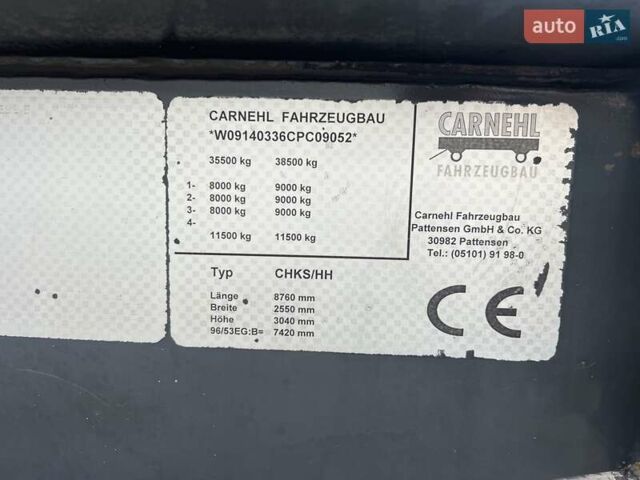 auto RIA.com
CARNEHL FAHRZEUGBAU
*W09140336CPC09052*
35500 kg 38500 kg
1- 8000 kg 9000 kg
2- 8000 kg 9000 kg
3- 8000 kg 9000 kg
4-
11500 kg 11500 kg
Typ CHKS/HH
Länge 8760 mm
Breite 2550 mm
Höhe 3040 mm
96/53EG:B= 7420 mm
CARNEHL
FAHRZEUGBAU
Carnehl Fahrzeugbau
Pattensen GmbH & Co. KG
30982 Pattensen
Tel.: (05101) 91 98-0
CE